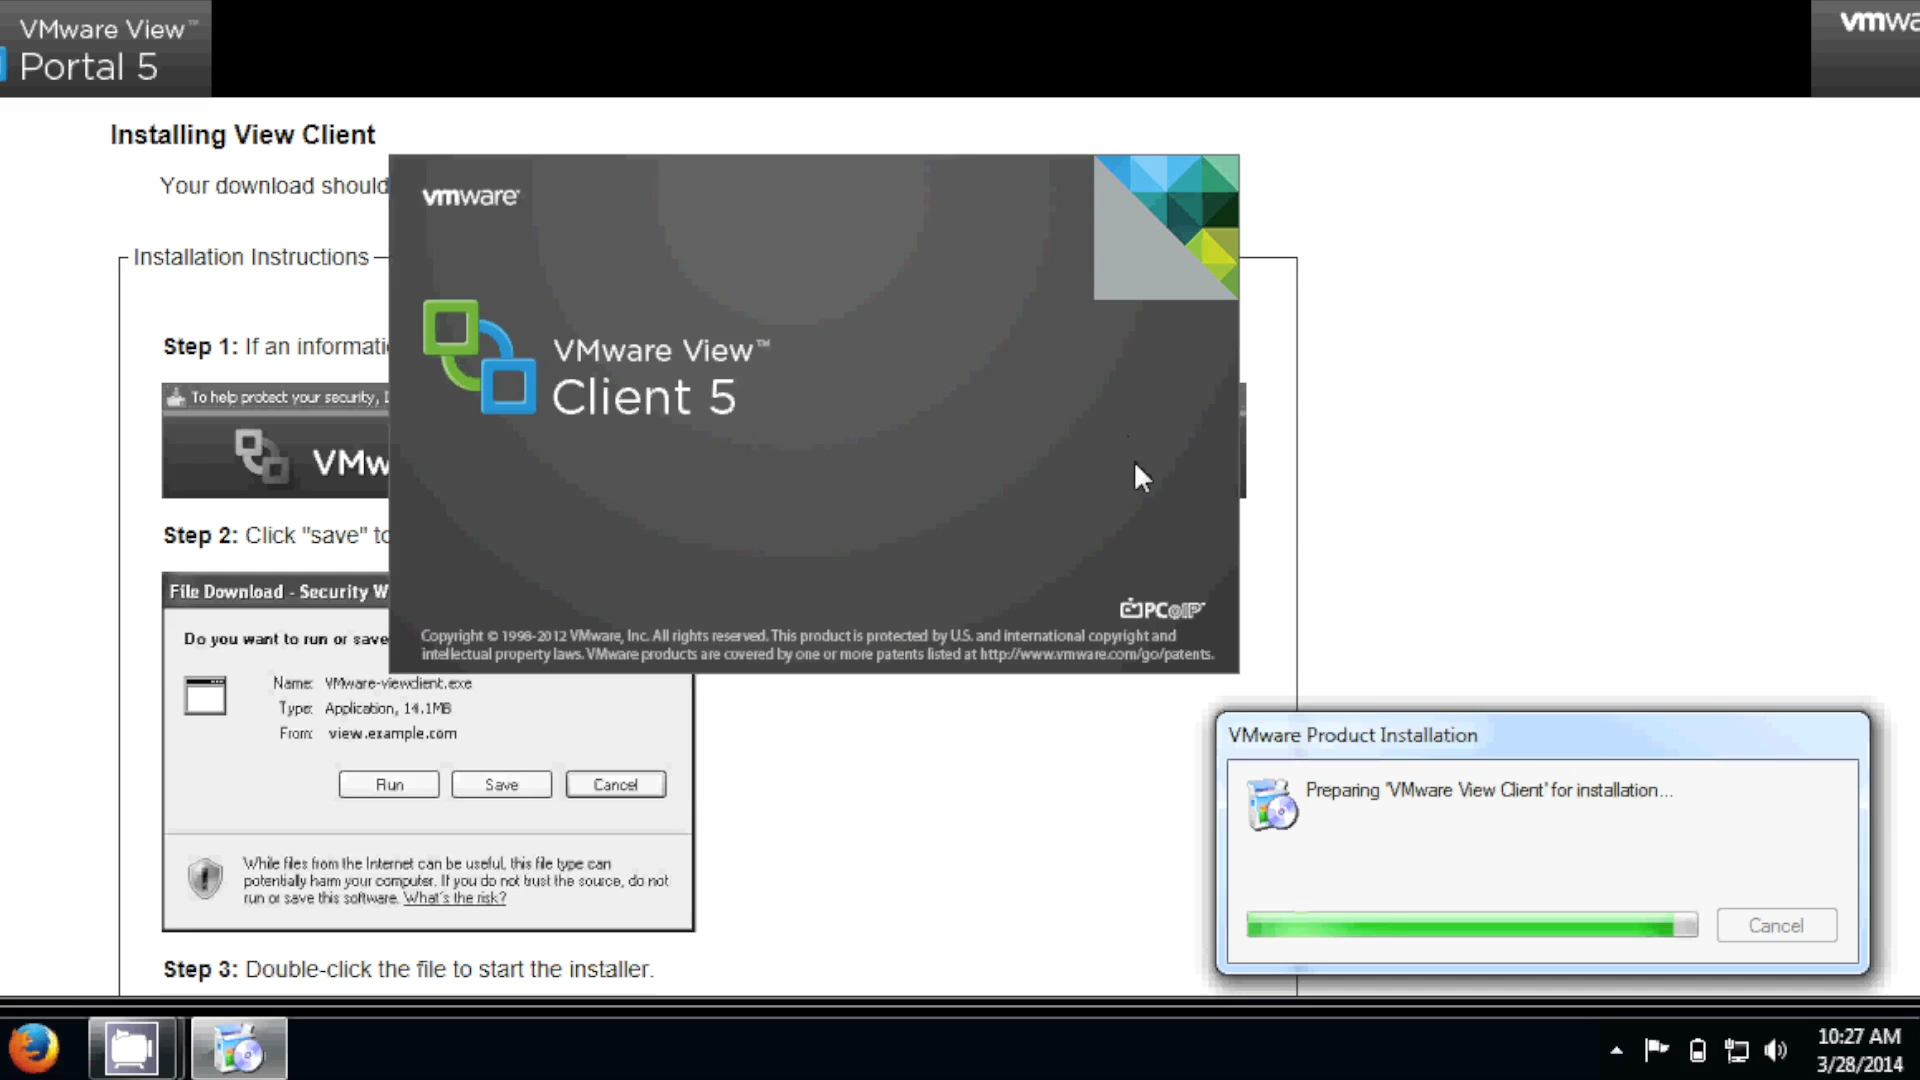 VMware View™
Portal 5
vmwa
Installing View Client
Your download should
Installation Instructions
Step 1: If an informati
To help protect your security, I
VMw
Step 2: Click "save" to
File Download - Security W
Do you want to run or save
Name: VMware-viewclient.exe
Type: Application, 14.1MB
From: view.example.com
Run Save Cancel
While files from the Internet can be useful, this file type can
potentially harm your computer. If you do not trust the source, do not
run or save this software. What's the risk?
Step 3: Double-click the file to start the installer.
vmware®
VMware View™
Client 5
PCoIP™
Copyright © 1998-2012 VMware, Inc. All rights reserved. This product is protected by U.S. and international copyright and
intellectual property laws. VMware products are covered by one or more patents listed at http://www.vmware.com/go/patents.
VMware Product Installation
Preparing 'VMware View Client' for installation...
Cancel
10:27 AM
3/28/2014